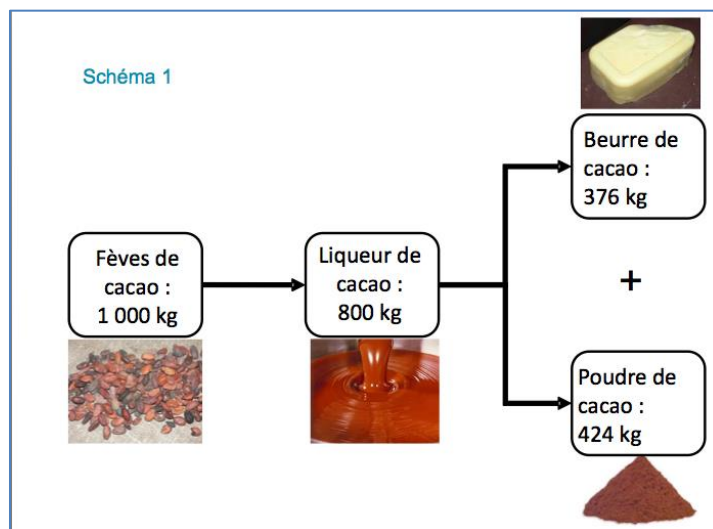 Schéma 1
Fèves de
cacao :
1 000 kg
Liqueur de
cacao :
800 kg
Beurre de
cacao :
376 kg
+
Poudre de
cacao :
424 kg